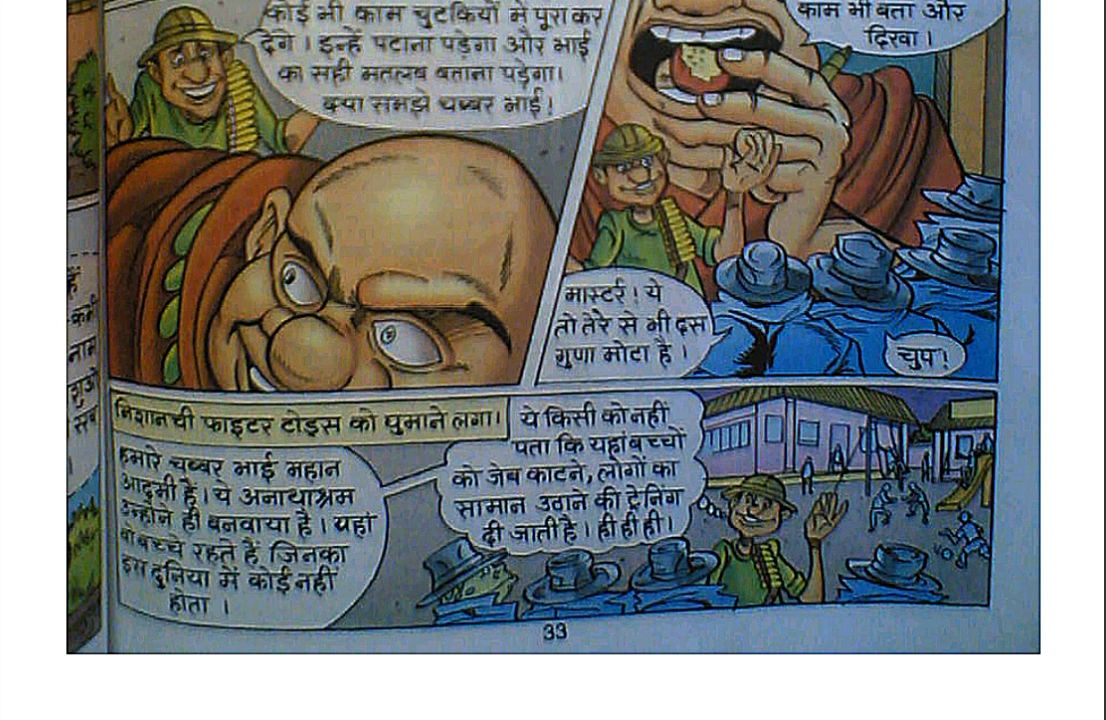 कोई भी काम चुटकियों में पूरा कर
देंगे। इन्हें पटाना पड़ेगा और भाई
का सही मतलब बताना पड़ेगा।
क्या समझे चब्बर भाई!
काम भी बता और
दिखा।
मास्टर! ये
तो तेरे से भी दस
गुणा मोटा है।
चुप!
निशानची फाइटर टोड्स को घुमाने लगा।
हमारे चब्बर भाई महान
आदमी हैं। ये अनाथाश्रम
उन्होंने ही बनवाया है। यहां
वो बच्चे रहते हैं जिनका
इस दुनिया में कोई नहीं
होता।
ये किसी को नहीं
पता कि यहां बच्चों
को जेब काटने, लोगों का
सामान उठाने की ट्रेनिंग
दी जाती है। ही ही ही।
33